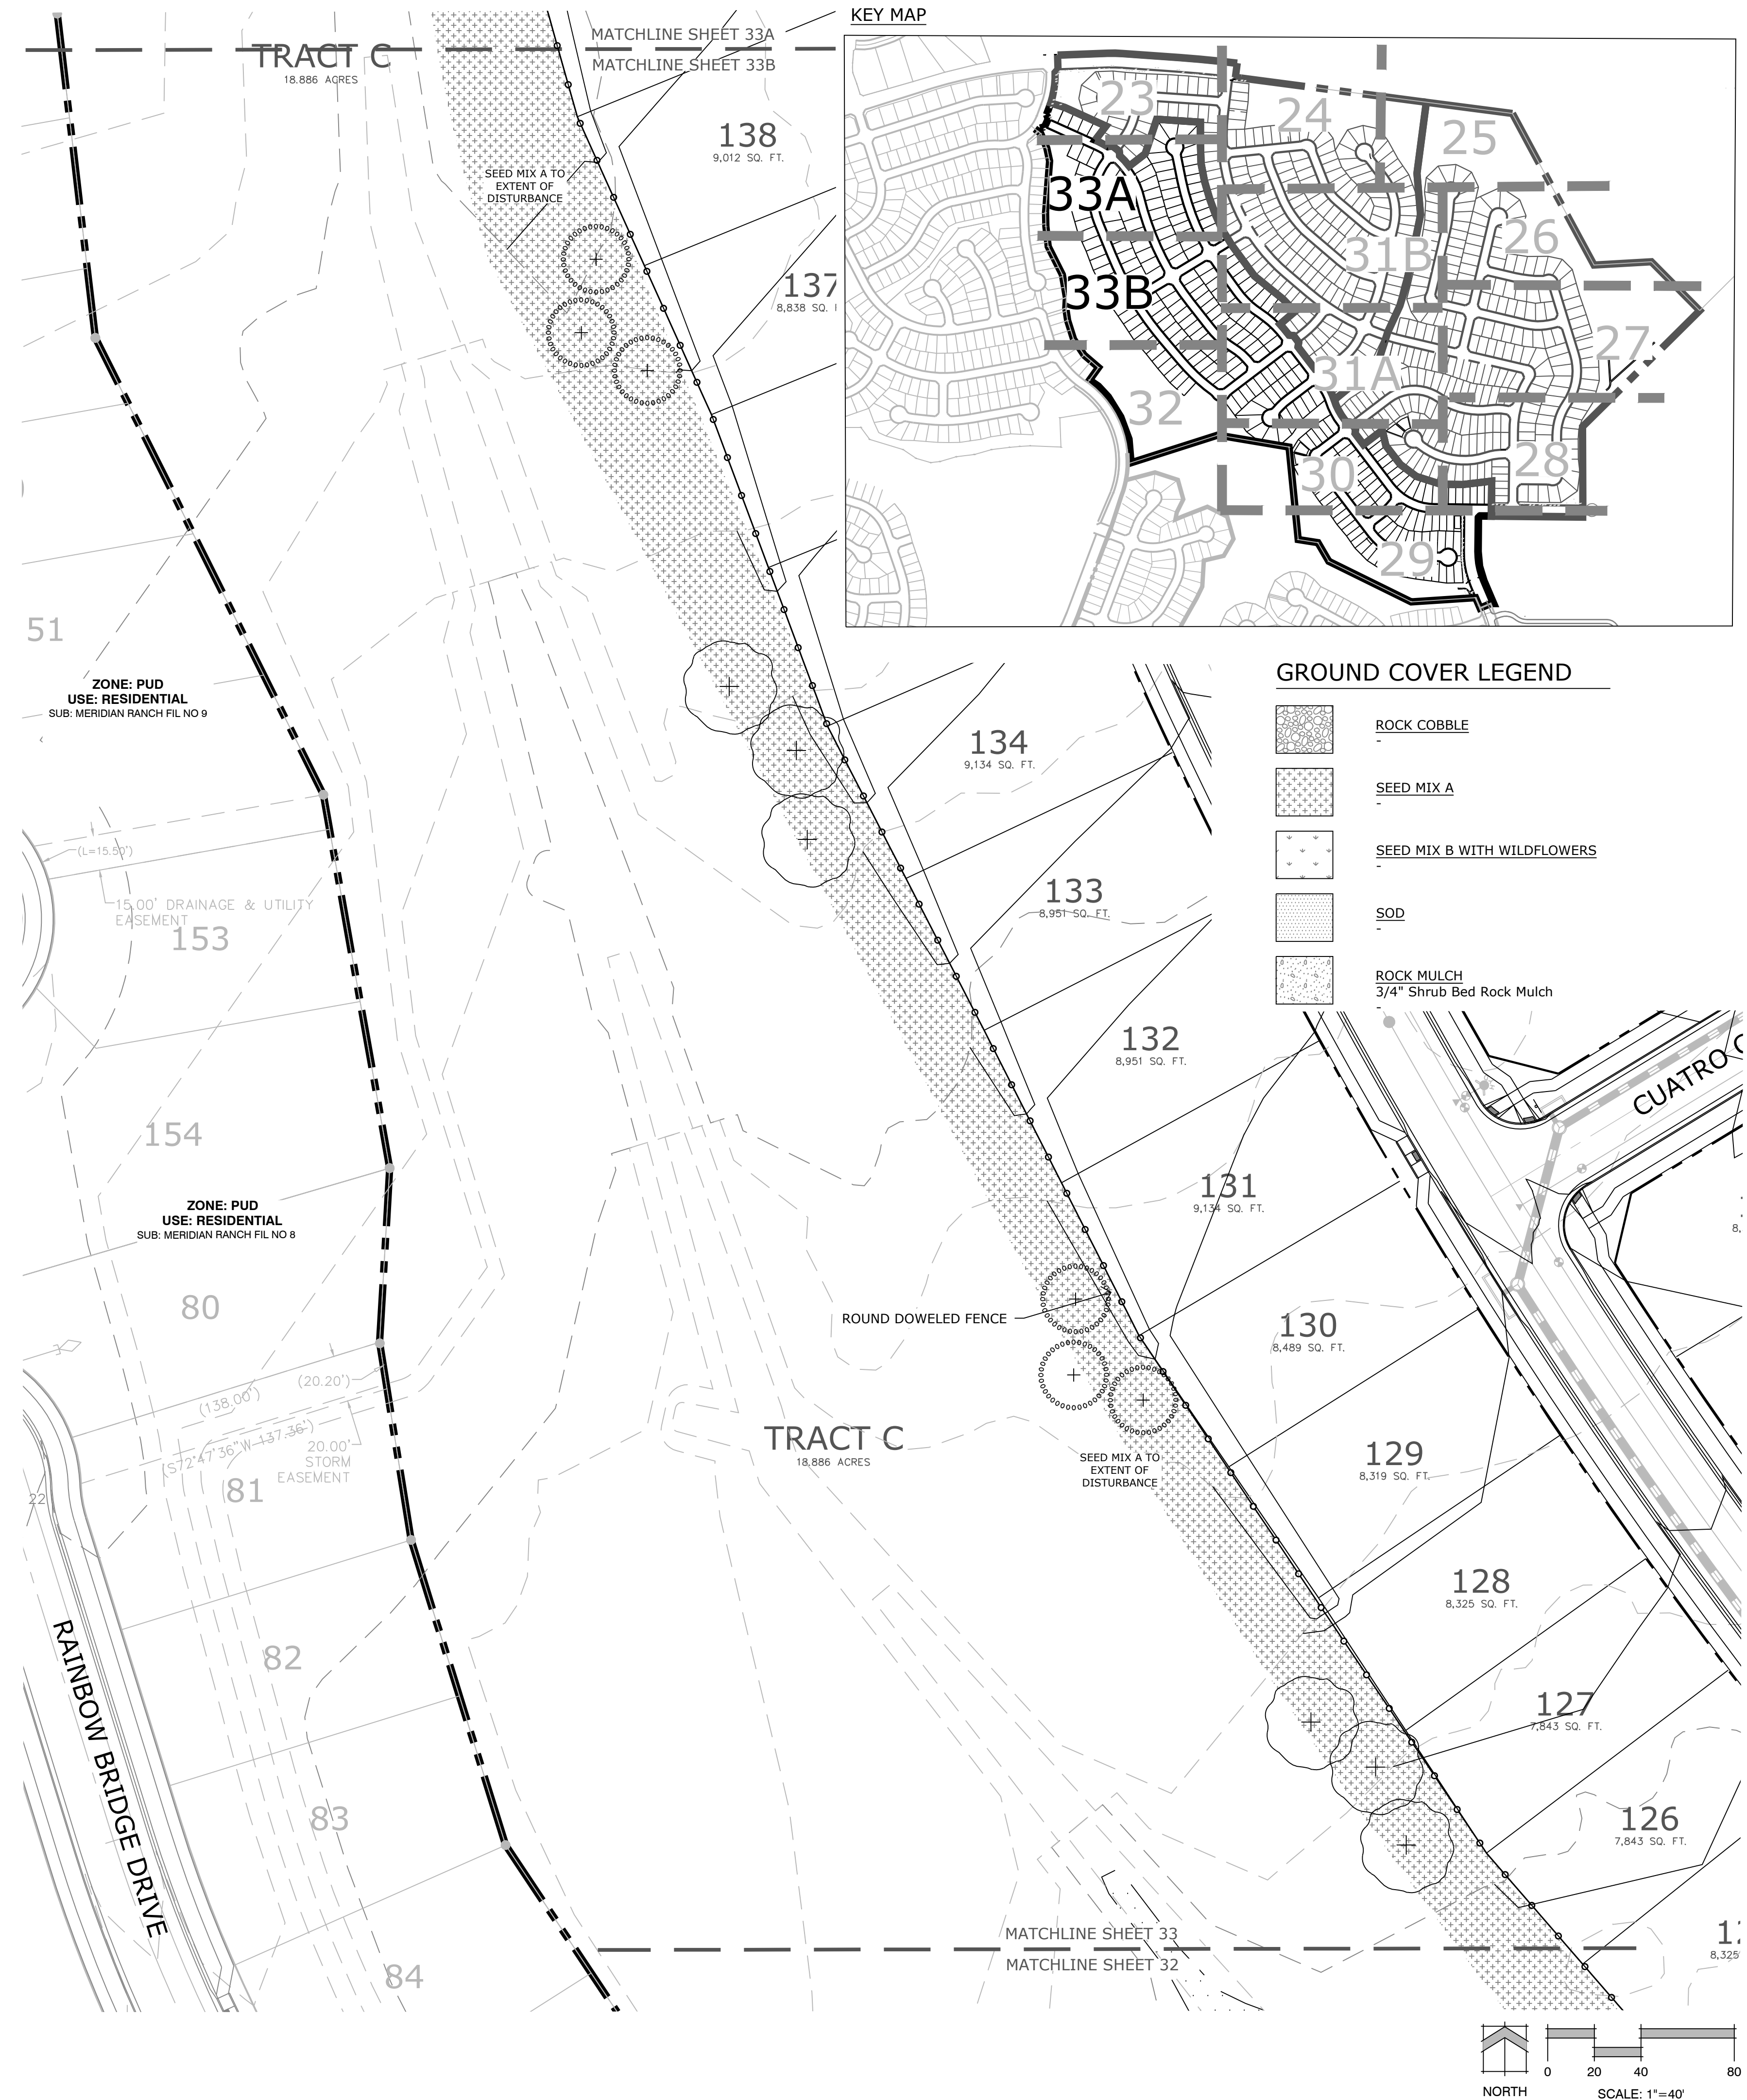 KEY MAP
MATCHLINE SHEET 33A
MATCHLINE SHEET 33B
TRACT C
18.886 ACRES
138
9,012 SQ. FT.
SEED MIX A TO
EXTENT OF
DISTURBANCE
137
8,838 SQ.
23
24
25
33A
26
31B
33B
27
31A
32
28
30
29
51
ZONE: PUD
USE: RESIDENTIAL
SUB: MERIDIAN RANCH FIL NO 9
GROUND COVER LEGEND
ROCK COBBLE
-
SEED MIX A
-
SEED MIX B WITH WILDFLOWERS
-
SOD
-
ROCK MULCH
3/4" Shrub Bed Rock Mulch
-
134
9,134 SQ. FT.
(L=15.50')
133
8,951 SQ. FT.
15.00' DRAINAGE & UTILITY
EASEMENT
153
132
8,951 SQ. FT.
CUATRO
154
131
9,134 SQ. FT.
ZONE: PUD
USE: RESIDENTIAL
SUB: MERIDIAN RANCH FIL NO 8
80
ROUND DOWELED FENCE
130
8,489 SQ. FT.
(20.20')
(138.00')
(S72°47'36"W 137.36')
20.00'
STORM
EASEMENT
TRACT C
18.886 ACRES
SEED MIX A TO
EXTENT OF
DISTURBANCE
129
8,319 SQ. FT.
81
22
128
8,325 SQ. FT.
RAINBOW BRIDGE DRIVE
82
127
7,843 SQ. FT.
83
126
7,843 SQ. FT.
MATCHLINE SHEET 33
MATCHLINE SHEET 32
8,325
84
0 20 40 80
NORTH
SCALE: 1"=40'